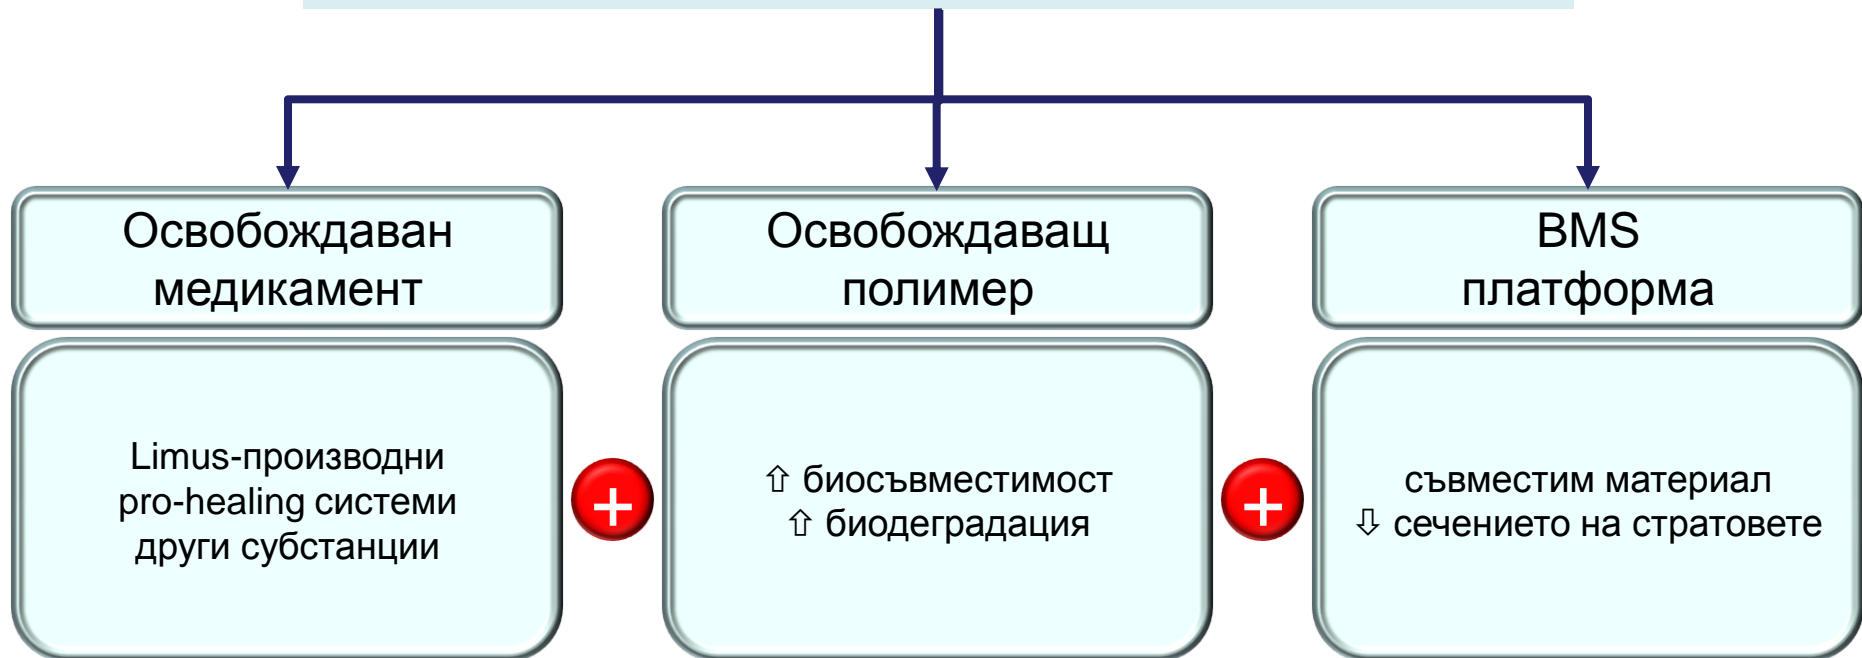 Освобождаван
медикамент
Освобождаващ
полимер
BMS
платформа
Limus-производни
pro-healing системи
други субстанции
+
⇧ биосъвместимост
⇧ биодеградация
+
съвместим материал
⇩ сечението на стратовете